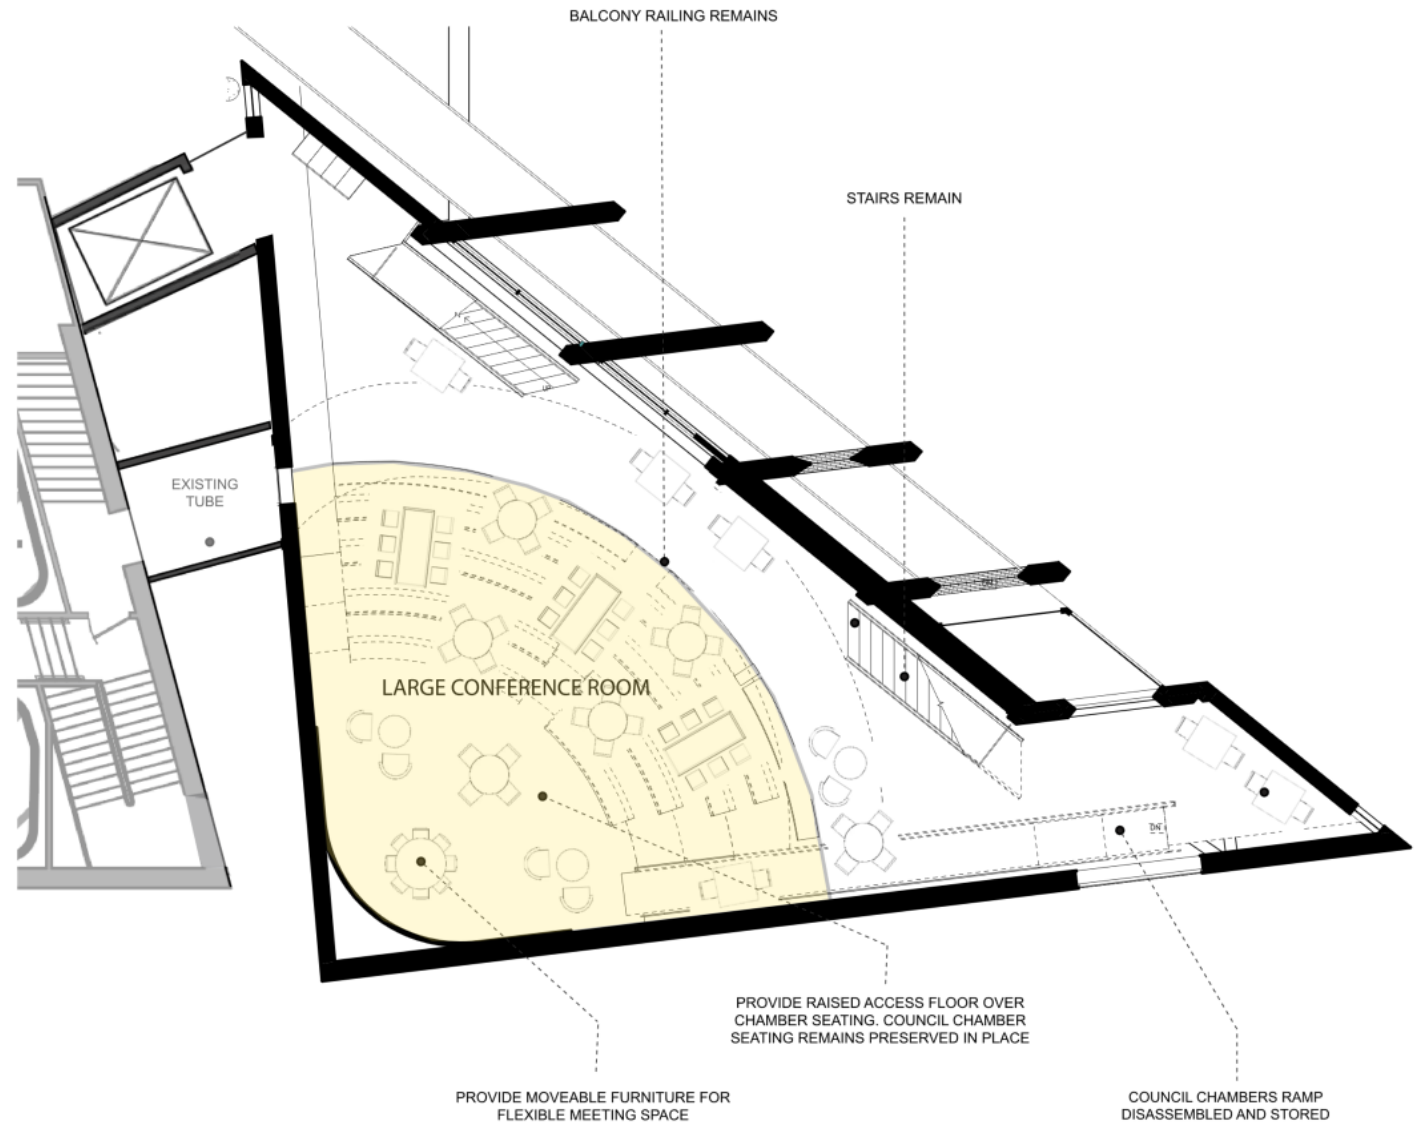 BALCONY RAILING REMAINS
STAIRS REMAIN
UP
EXISTING
TUBE
DN
LARGE CONFERENCE ROOM
DN
PROVIDE RAISED ACCESS FLOOR OVER
CHAMBER SEATING. COUNCIL CHAMBER
SEATING REMAINS PRESERVED IN PLACE
PROVIDE MOVEABLE FURNITURE FOR
FLEXIBLE MEETING SPACE
COUNCIL CHAMBERS RAMP
DISASSEMBLED AND STORED